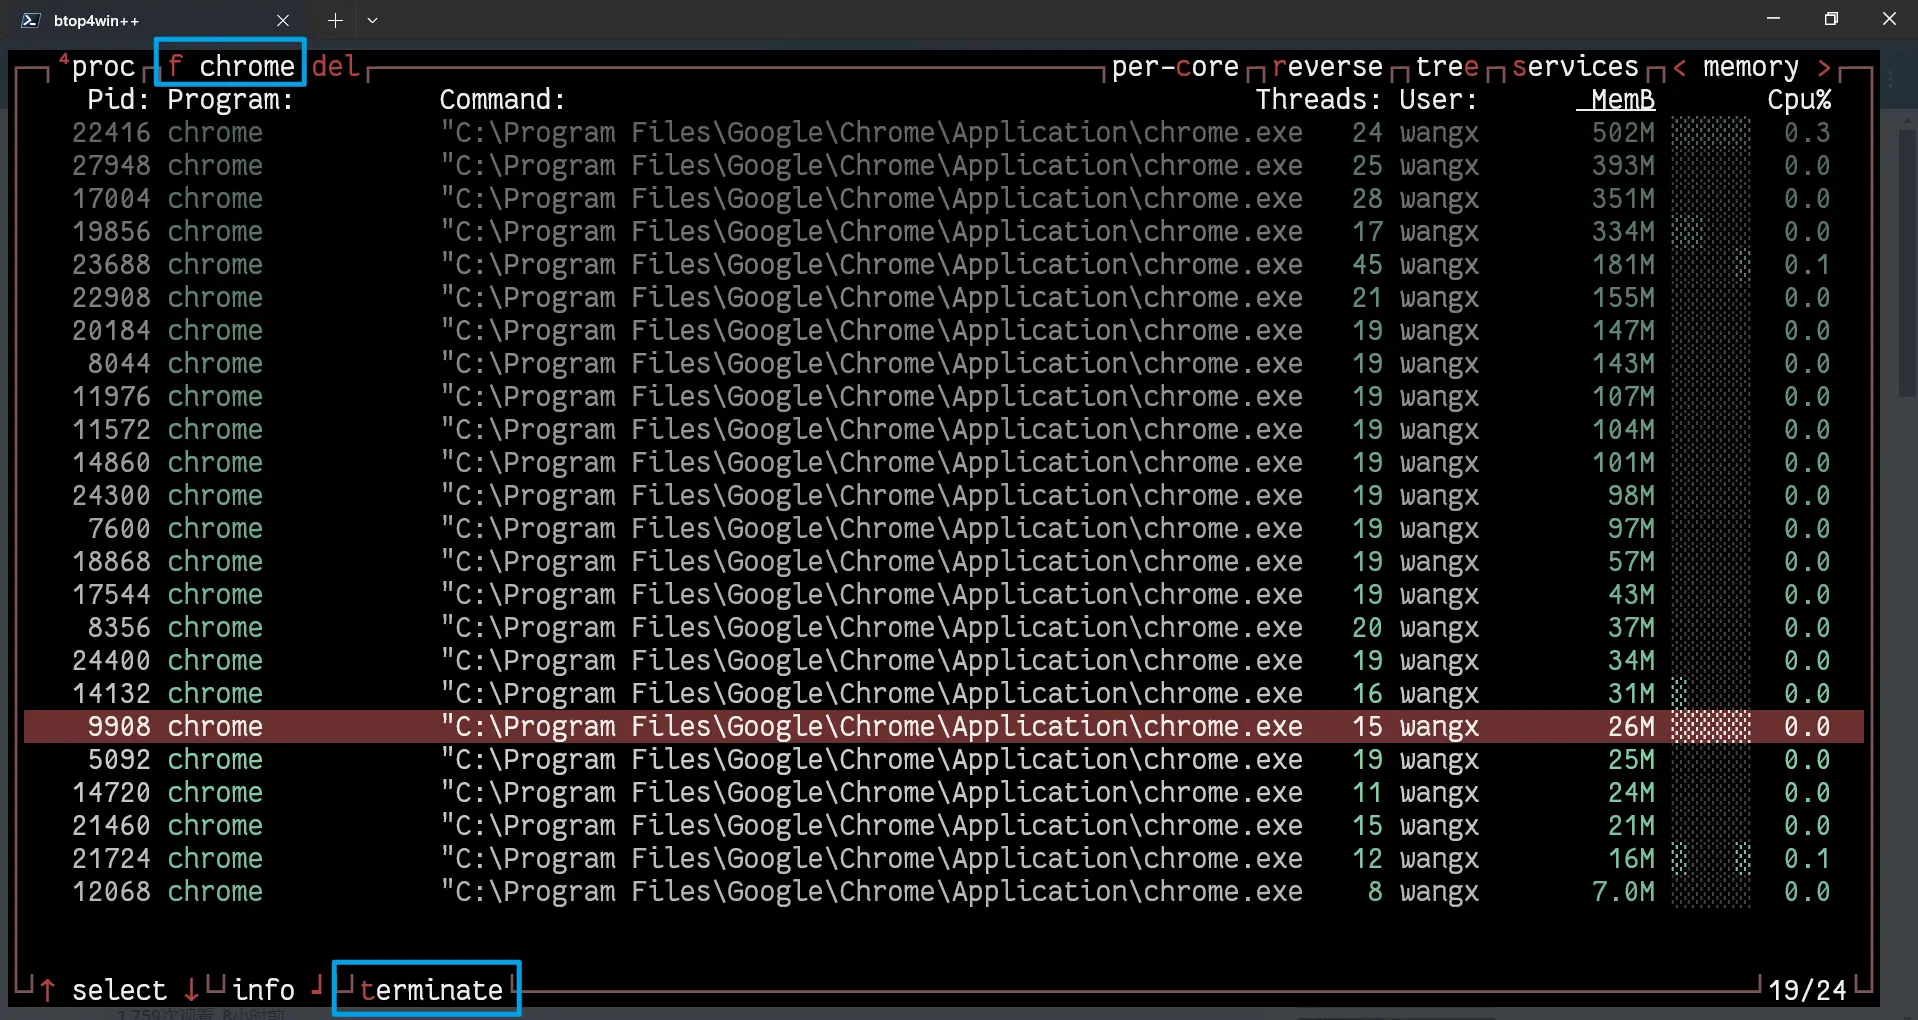 btop4win++
4proc f chrome del per-core reverse tree services < memory >
Pid: Program: Command: Threads: User: MemB Cpu%
22416 chrome "C:\Program Files\Google\Chrome\Application\chrome.exe 24 wangx 502M 0.3
27948 chrome "C:\Program Files\Google\Chrome\Application\chrome.exe 25 wangx 393M 0.0
17004 chrome "C:\Program Files\Google\Chrome\Application\chrome.exe 28 wangx 351M 0.0
19856 chrome "C:\Program Files\Google\Chrome\Application\chrome.exe 17 wangx 334M 0.0
23688 chrome "C:\Program Files\Google\Chrome\Application\chrome.exe 45 wangx 181M 0.1
22908 chrome "C:\Program Files\Google\Chrome\Application\chrome.exe 21 wangx 155M 0.0
20184 chrome "C:\Program Files\Google\Chrome\Application\chrome.exe 19 wangx 147M 0.0
8044 chrome "C:\Program Files\Google\Chrome\Application\chrome.exe 19 wangx 143M 0.0
11976 chrome "C:\Program Files\Google\Chrome\Application\chrome.exe 19 wangx 107M 0.0
11572 chrome "C:\Program Files\Google\Chrome\Application\chrome.exe 19 wangx 104M 0.0
14860 chrome "C:\Program Files\Google\Chrome\Application\chrome.exe 19 wangx 101M 0.0
24300 chrome "C:\Program Files\Google\Chrome\Application\chrome.exe 19 wangx 98M 0.0
7600 chrome "C:\Program Files\Google\Chrome\Application\chrome.exe 19 wangx 97M 0.0
18868 chrome "C:\Program Files\Google\Chrome\Application\chrome.exe 19 wangx 57M 0.0
17544 chrome "C:\Program Files\Google\Chrome\Application\chrome.exe 19 wangx 43M 0.0
8356 chrome "C:\Program Files\Google\Chrome\Application\chrome.exe 20 wangx 37M 0.0
24400 chrome "C:\Program Files\Google\Chrome\Application\chrome.exe 19 wangx 34M 0.0
14132 chrome "C:\Program Files\Google\Chrome\Application\chrome.exe 16 wangx 31M 0.0
9908 chrome "C:\Program Files\Google\Chrome\Application\chrome.exe 15 wangx 26M 0.0
5092 chrome "C:\Program Files\Google\Chrome\Application\chrome.exe 19 wangx 25M 0.0
14720 chrome "C:\Program Files\Google\Chrome\Application\chrome.exe 11 wangx 24M 0.0
21460 chrome "C:\Program Files\Google\Chrome\Application\chrome.exe 15 wangx 21M 0.0
21724 chrome "C:\Program Files\Google\Chrome\Application\chrome.exe 12 wangx 16M 0.1
12068 chrome "C:\Program Files\Google\Chrome\Application\chrome.exe 8 wangx 7.0M 0.0
↑ select ↓ info ┘ terminate 19/24